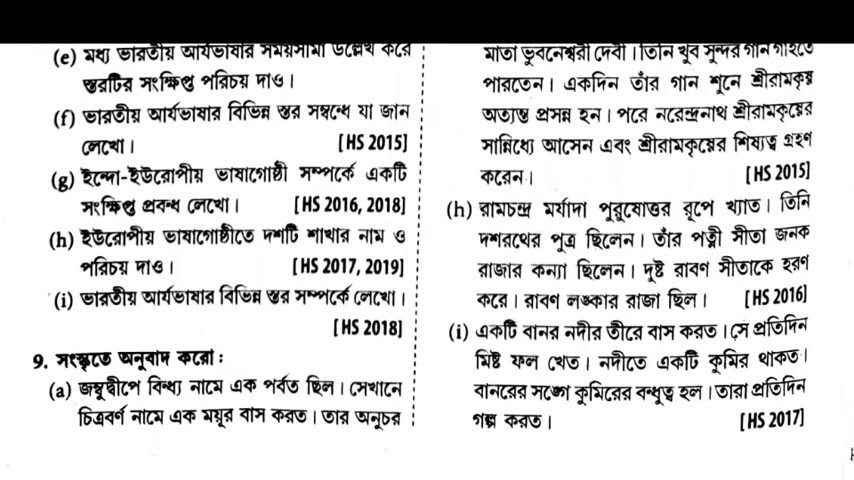 (e) মধ্য ভারতীয় আর্যভাষার সময়সীমা উল্লেখ করে
স্তরটির সংক্ষিপ্ত পরিচয় দাও।
(f) ভারতীয় আর্যভাষার বিভিন্ন স্তর সম্বন্ধে যা জান
লেখো। [HS 2015]
(g) ইন্দো-ইউরোপীয় ভাষাগোষ্ঠী সম্পর্কে একটি
সংক্ষিপ্ত প্রবন্ধ লেখো। [HS 2016, 2018]
(h) ইউরোপীয় ভাষাগোষ্ঠীতে দশটি শাখার নাম ও
পরিচয় দাও। [HS 2017, 2019]
(i) ভারতীয় আর্যভাষার বিভিন্ন স্তর সম্পর্কে লেখো।
[HS 2018]
9. সংস্কৃতে অনুবাদ করো :
(a) জম্বুদ্বীপে বিন্ধ্য নামে এক পর্বত ছিল। সেখানে
চিত্রবর্ণ নামে এক ময়ূর বাস করত। তার অনুচর
মাতা ভুবনেশ্বরী দেবী। তিনি খুব সুন্দর গান গাইতে
পারতেন। একদিন তাঁর গান শুনে শ্রীরামকৃষ্ণ
অত্যন্ত প্রসন্ন হন। পরে নরেন্দ্রনাথ শ্রীরামকৃষ্ণের
সান্নিধ্যে আসেন এবং শ্রীরামকৃষ্ণের শিষ্যত্ব গ্রহণ
করেন। [HS 2015]
(h) রামচন্দ্র মর্যাদা পুরুষোত্তর রূপে খ্যাত। তিনি
দশরথের পুত্র ছিলেন। তাঁর পত্নী সীতা জনক
রাজার কন্যা ছিলেন। দুষ্ট রাবণ সীতাকে হরণ
করে। রাবণ লঙ্কার রাজা ছিল। [HS 2016]
(i) একটি বানর নদীর তীরে বাস করত। সে প্রতিদিন
মিষ্ট ফল খেত। নদীতে একটি কুমির থাকত।
বানরের সঙ্গে কুমিরের বন্ধুত্ব হল। তারা প্রতিদিন
গল্প করত। [HS 2017]